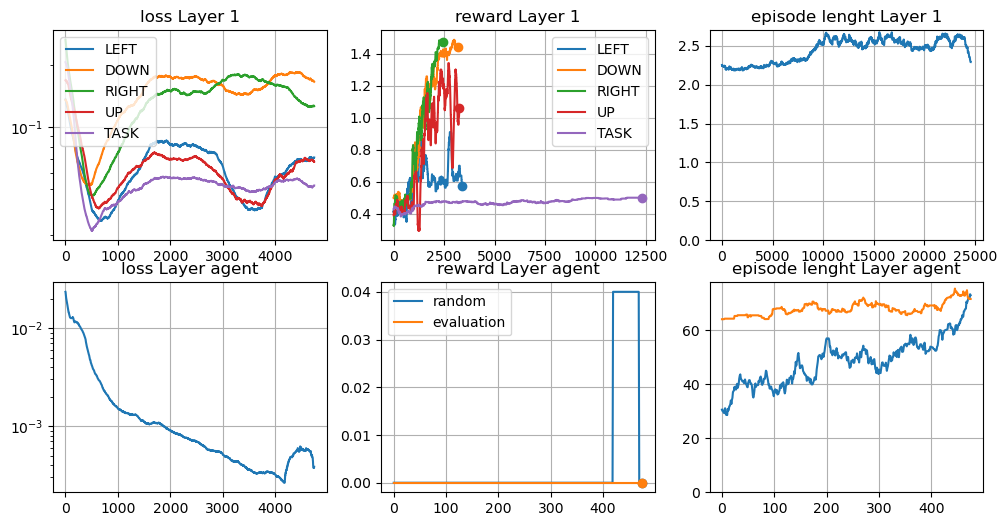 loss Layer 1
reward Layer 1
episode lenght Layer 1
LEFT
DOWN
RIGHT
UP
TASK
10⁻¹
0 1000 2000 3000 4000
1.4
1.2
1.0
0.8
0.6
0.4
LEFT
DOWN
RIGHT
UP
TASK
0 2500 5000 7500 10000 12500
2.5
2.0
1.5
1.0
0.5
0.0
0 5000 10000 15000 20000 25000
loss Layer agent
reward Layer agent
episode lenght Layer agent
10⁻²
10⁻³
0 1000 2000 3000 4000
0.04
0.03
0.02
0.01
0.00
random
evaluation
0 100 200 300 400
60
40
20
0
0 100 200 300 400